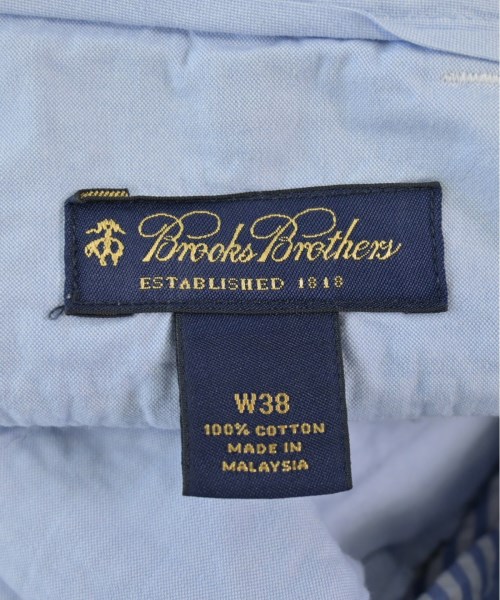 Brooks Brothers
ESTABLISHED 1818
W38
100% COTTON
MADE IN
MALAYSIA